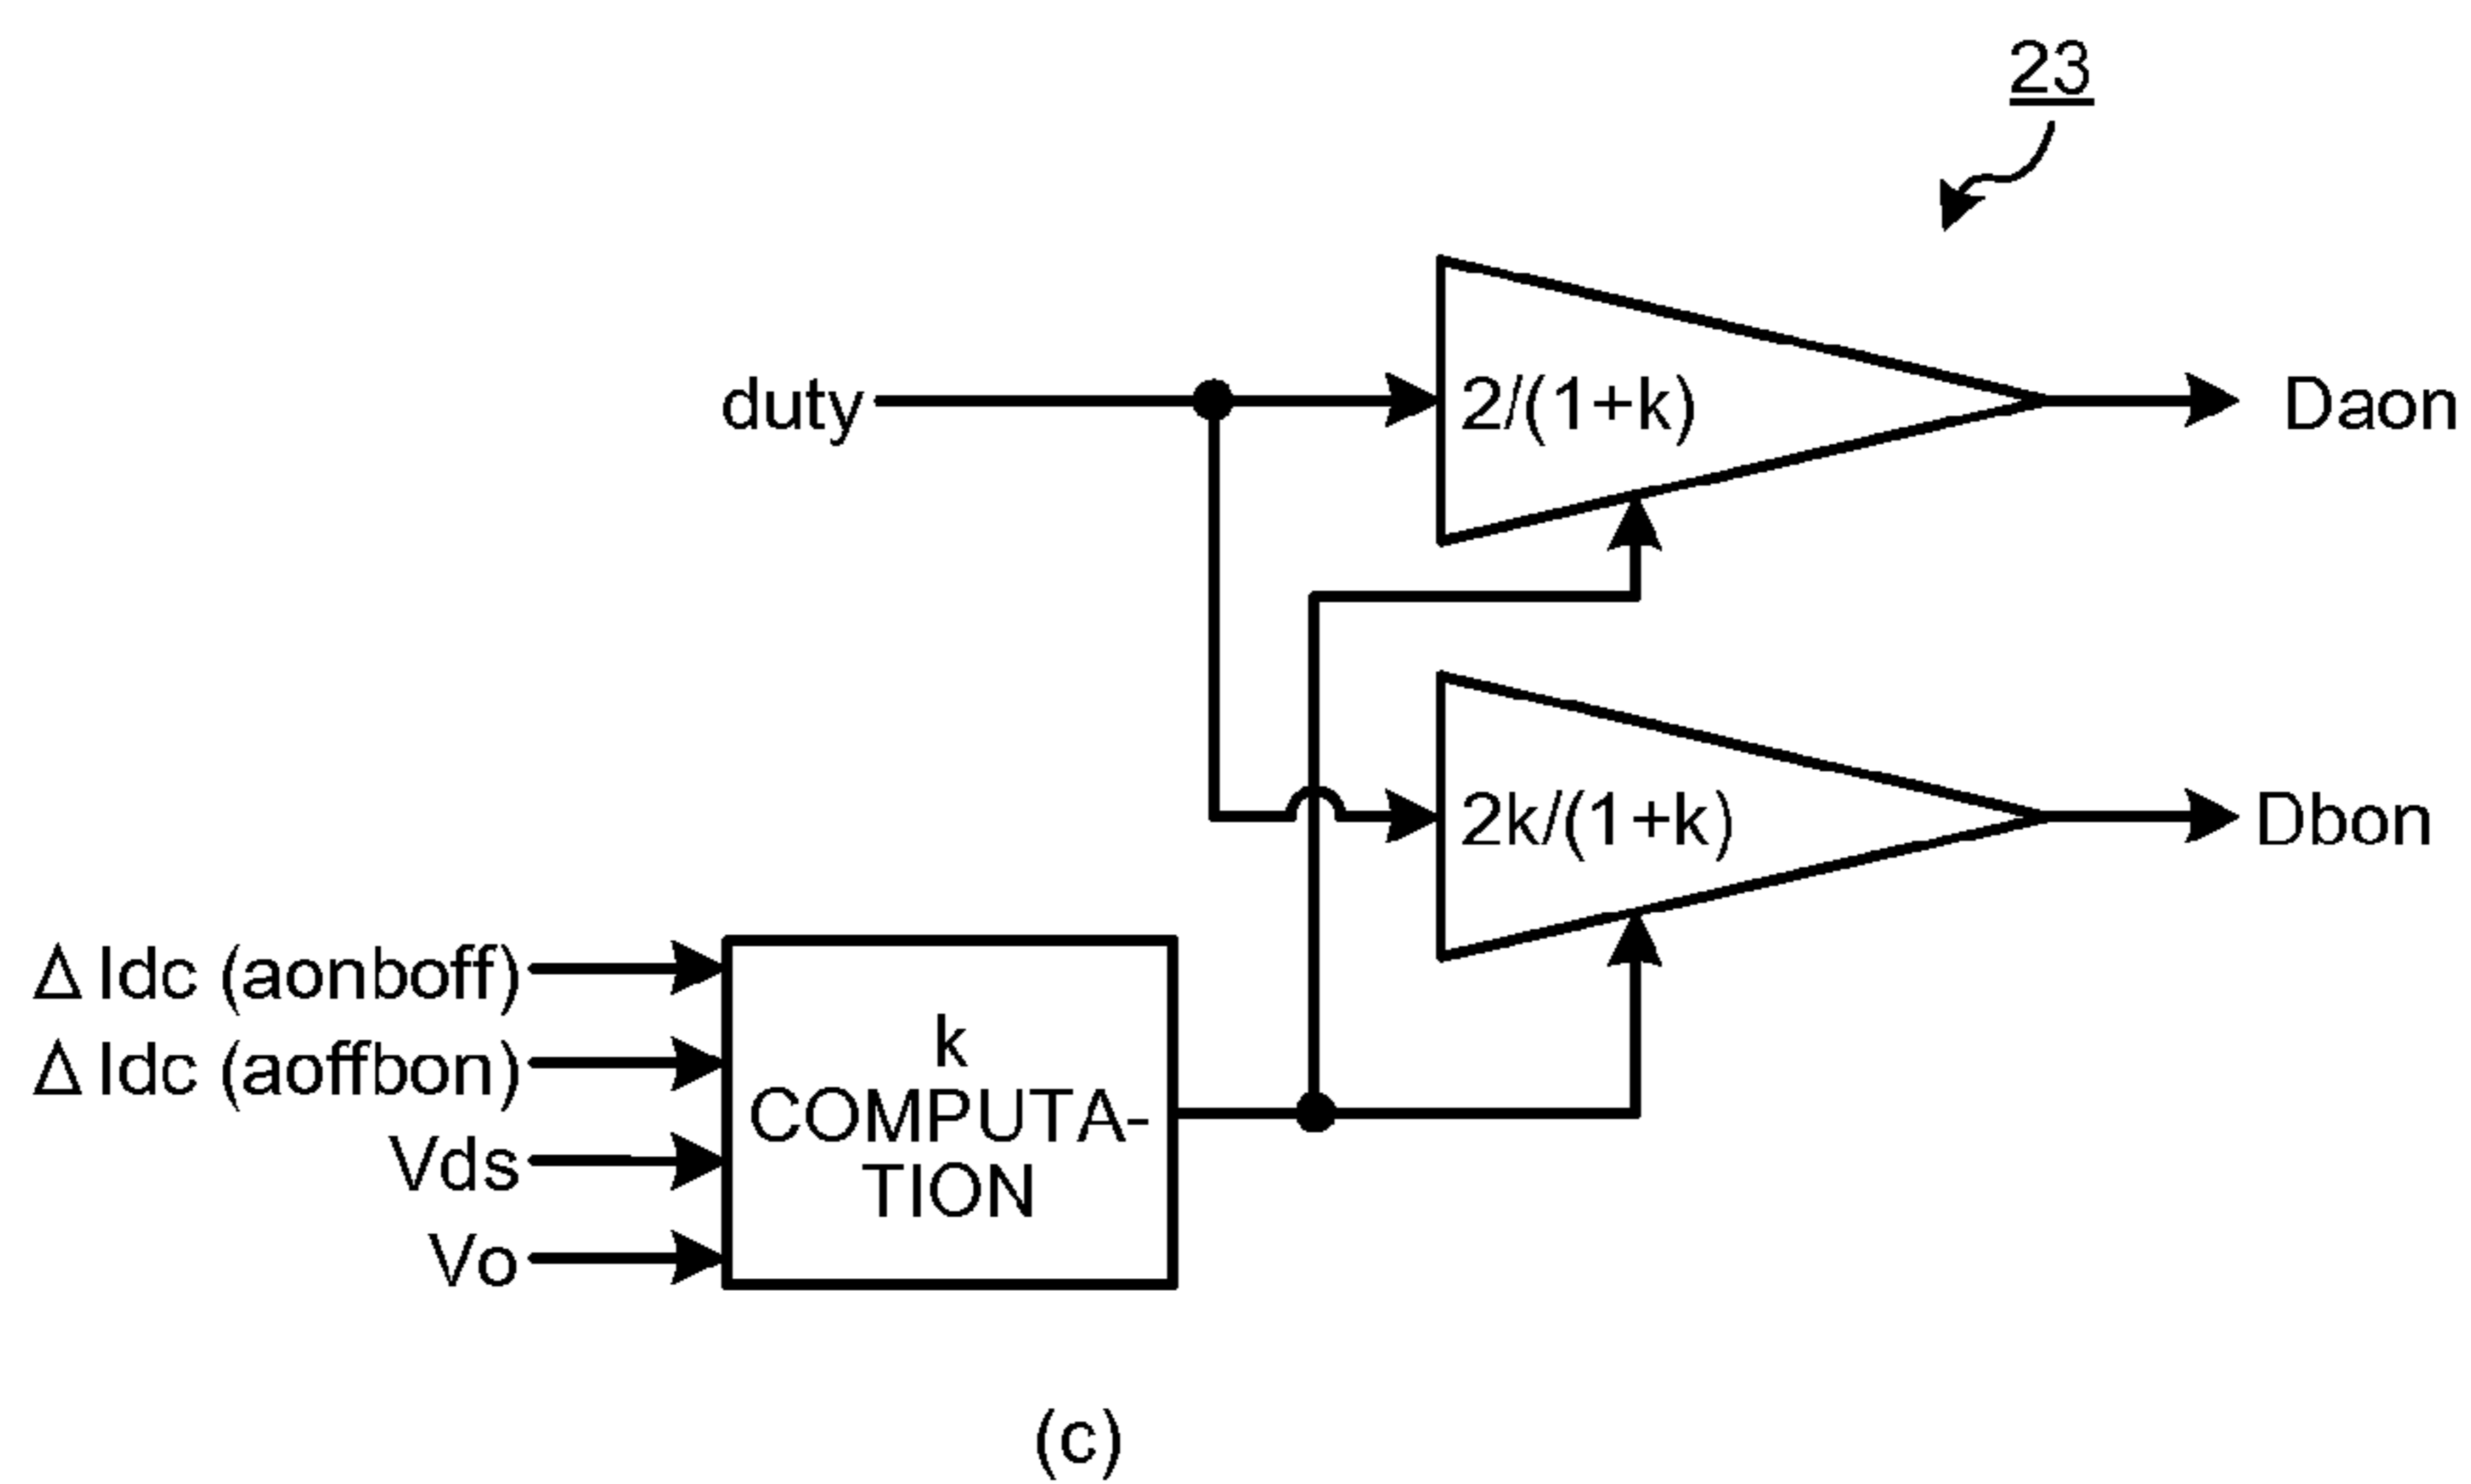 23
duty
2/(1+k)
Daon
2k/(1+k)
Dbon
Δ Idc (aonboff)
Δ Idc (aoffbon)
Vds
Vo
k
COMPUTA-
TION
(c)